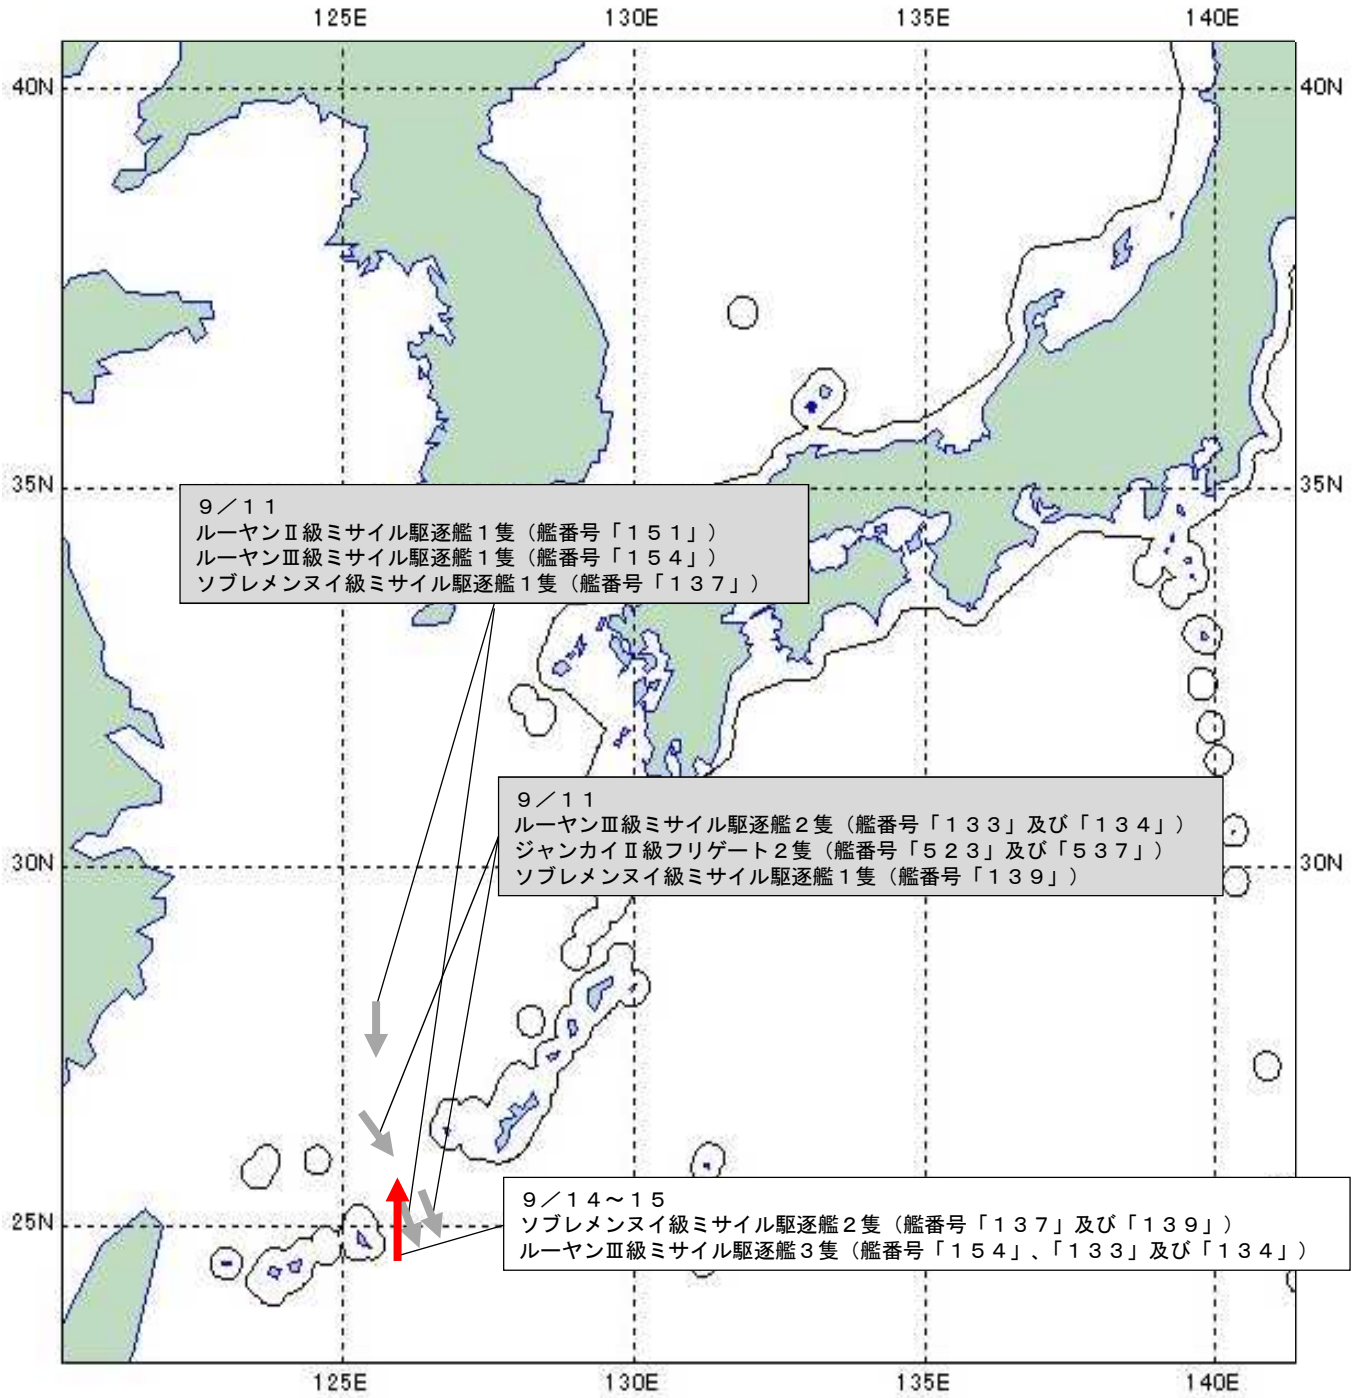 125E 130E 135E 140E
40N 40N
35N 35N
９／１１
ルーヤンⅡ級ミサイル駆逐艦１隻（艦番号「１５１」）
ルーヤンⅢ級ミサイル駆逐艦１隻（艦番号「１５４」）
ソブレメンヌイ級ミサイル駆逐艦１隻（艦番号「１３７」）
９／１１
ルーヤンⅢ級ミサイル駆逐艦２隻（艦番号「１３３」及び「１３４」）
ジャンカイⅡ級フリゲート２隻（艦番号「５２３」及び「５３７」）
ソブレメンヌイ級ミサイル駆逐艦１隻（艦番号「１３９」）
30N 30N
９／１４～１５
ソブレメンヌイ級ミサイル駆逐艦２隻（艦番号「１３７」及び「１３９」）
ルーヤンⅢ級ミサイル駆逐艦３隻（艦番号「１５４」、「１３３」及び「１３４」）
25N
125E 130E 135E 140E